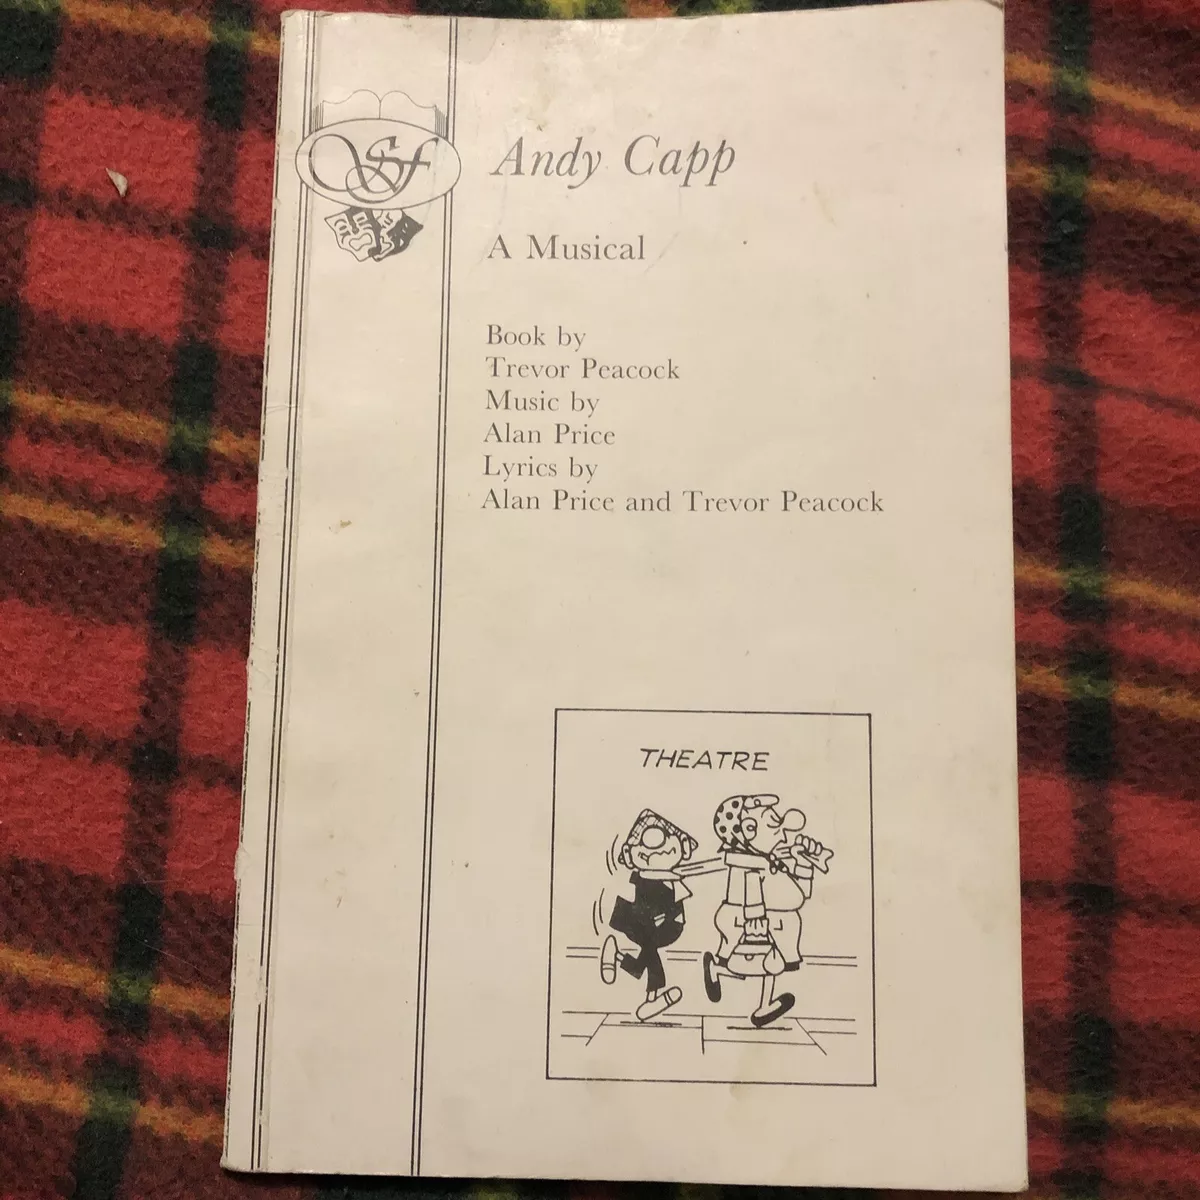 Sf
Andy Capp
A Musical
Book by
Trevor Peacock
Music by
Alan Price
Lyrics by
Alan Price and Trevor Peacock
THEATRE